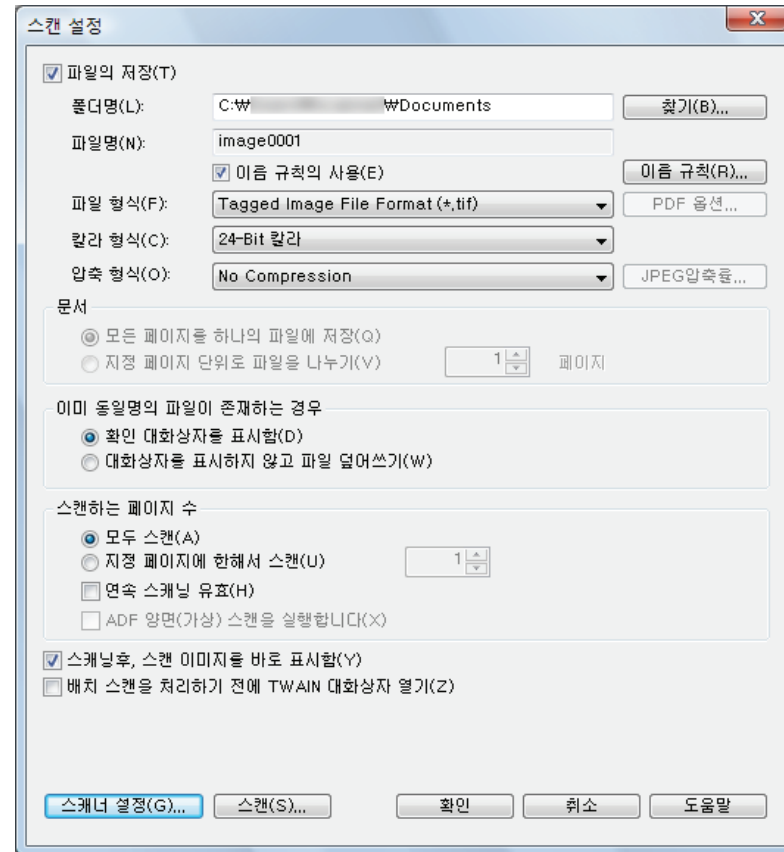 스캔 설정
파일의 저장(T)
폴더명(L): C:₩ ₩Documents 찾기(B)...
파일명(N): image0001
이름 규칙의 사용(E) 이름 규칙(R)...
파일 형식(F): Tagged Image File Format (*.tif) PDF 옵션...
칼라 형식(C): 24-Bit 칼라
압축 형식(O): No Compression JPEG압축률...
문서
모든 페이지를 하나의 파일에 저장(Q)
지정 페이지 단위로 파일을 나누기(V) 1 페이지
이미 동일명의 파일이 존재하는 경우
확인 대화상자를 표시함(D)
대화상자를 표시하지 않고 파일 덮어쓰기(W)
스캔하는 페이지 수
모두 스캔(A)
지정 페이지에 한해서 스캔(U) 1
연속 스캐닝 유효(H)
ADF 양면(가상) 스캔을 실행합니다(X)
스캐닝후, 스캔 이미지를 바로 표시함(Y)
배치 스캔을 처리하기 전에 TWAIN 대화상자 열기(Z)
스캐너 설정(G)... 스캔(S)... 확인 취소 도움말